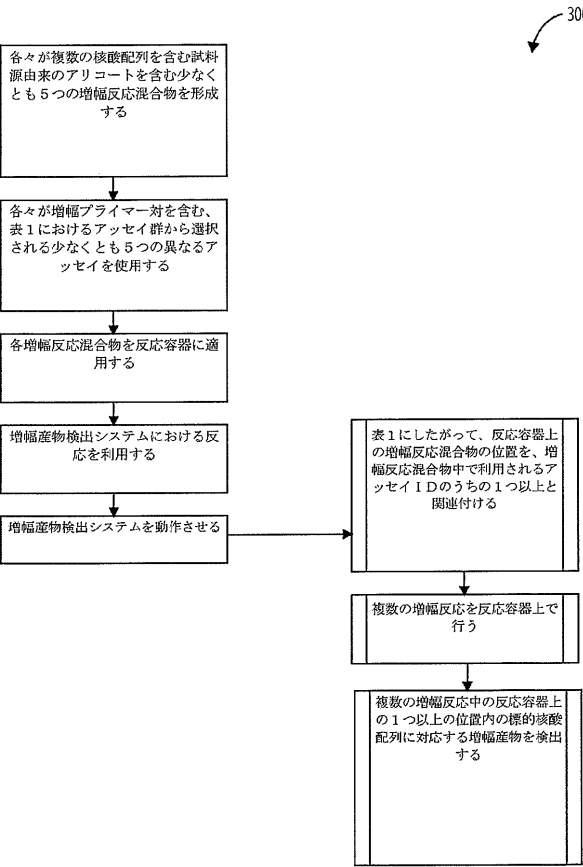 300
各々が複数の核酸配列を含む試料
源由来のアリコートを含む少なく
とも5つの増幅反応混合物を形成
する
各々が増幅プライマー対を含む、
表1におけるアッセイ群から選択
される少なくとも5つの異なるア
ッセイを使用する
各増幅反応混合物を反応容器に適
用する
増幅産物検出システムにおける反
応を利用する
増幅産物検出システムを動作させる
表1にしたがって、反応容器上
の増幅反応混合物の位置を、増
幅反応混合物中で利用されるア
ッセイIDのうちの1つ以上と
関連付ける
複数の増幅反応を反応容器上で
行う
複数の増幅反応中の反応容器上
の1つ以上の位置内の標的核酸
配列に対応する増幅産物を検出
する